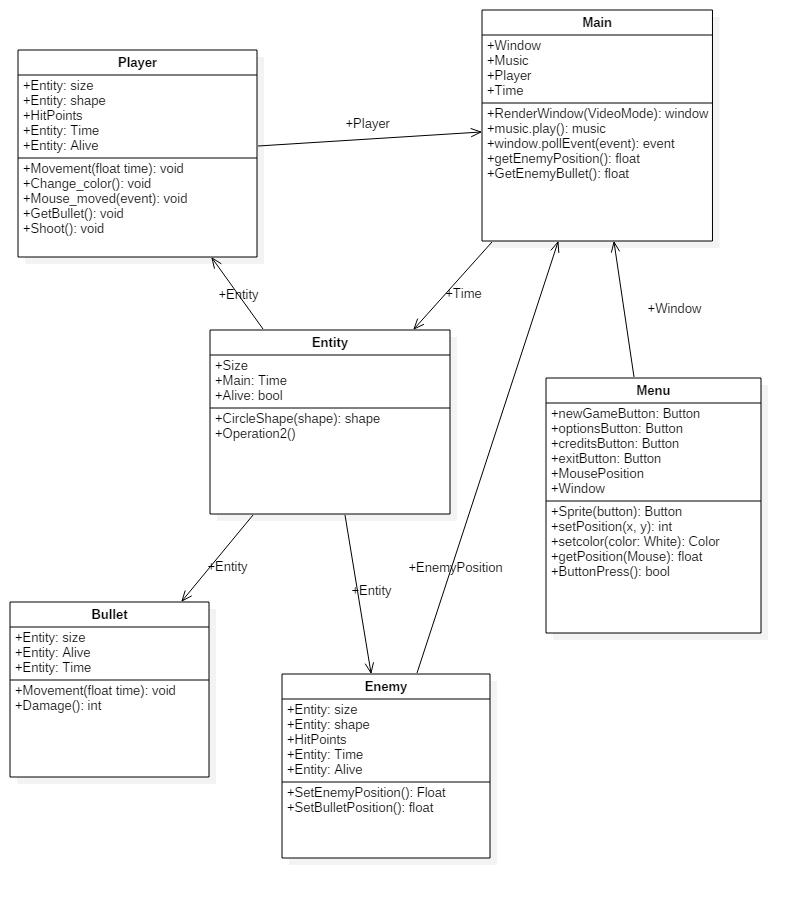 Main
+Window
+Music
+Player
+Time
+RenderWindow(VideoMode): window
+music.play(): music
+window.pollEvent(event): event
+getEnemyPosition(): float
+GetEnemyBullet(): float
Player
+Entity: size
+Entity: shape
+HitPoints
+Entity: Time
+Entity: Alive
+Movement(float time): void
+Change_color(): void
+Mouse_moved(event): void
+GetBullet(): void
+Shoot(): void
+Player
+Entity
+Time
+Window
Entity
+Size
+Main: Time
+Alive: bool
+CircleShape(shape): shape
+Operation2()
Menu
+newGameButton: Button
+optionsButton: Button
+creditsButton: Button
+exitButton: Button
+MousePosition
+Window
+Sprite(button): Button
+setPosition(x, y): int
+setcolor(color: White): Color
+getPosition(Mouse): float
+ButtonPress(): bool
+Entity
+Entity
+EnemyPosition
Bullet
+Entity: size
+Entity: Alive
+Entity: Time
+Movement(float time): void
+Damage(): int
Enemy
+Entity: size
+Entity: shape
+HitPoints
+Entity: Time
+Entity: Alive
+SetEnemyPosition(): Float
+SetBulletPosition(): float